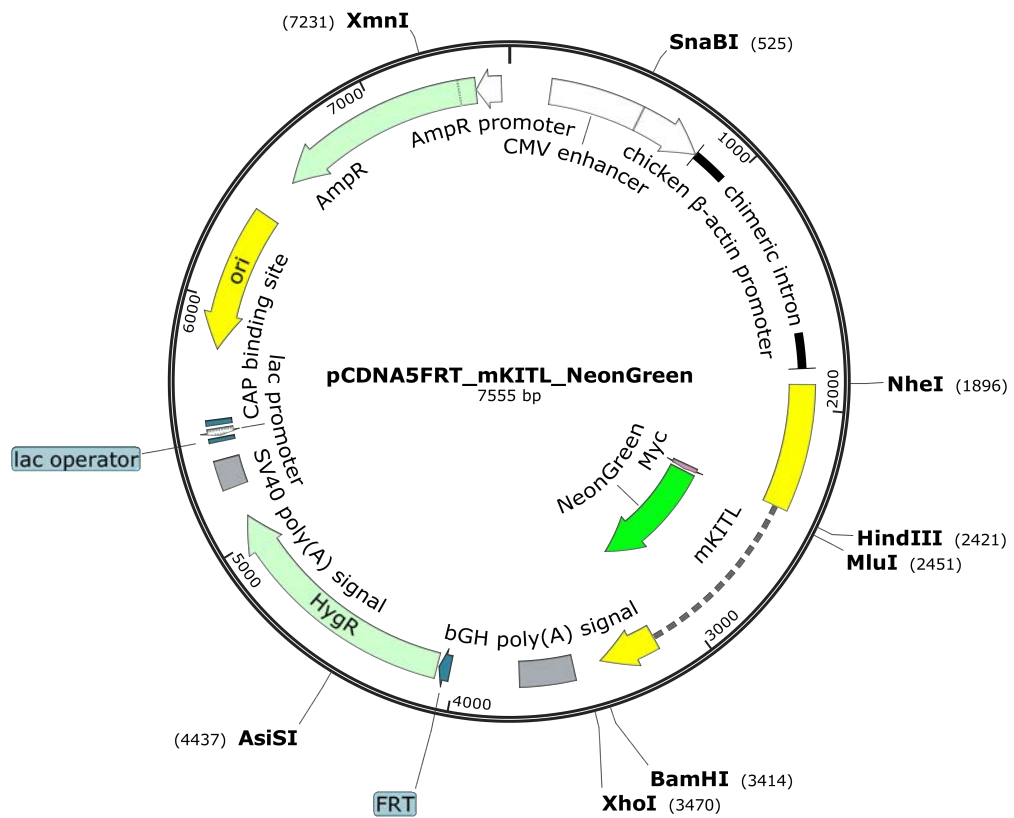 (7231) XmnI
SnaBI (525)
7000
1000
AmpR promoter
CMV enhancer
AmpR
chicken β-actin promoter
chimeric intron
ori
CAP binding site
6000
lac promoter
pCDNA5FRT_mKITL_NeonGreen
7555 bp
NheI (1896)
2000
lac operator
SV40 poly(A) signal
NeonGreen
Myc
mKITL
HindIII (2421)
MluI (2451)
5000
HygR
bGH poly(A) signal
3000
4000
(4437) AsiSI
FRT
BamHI (3414)
XhoI (3470)